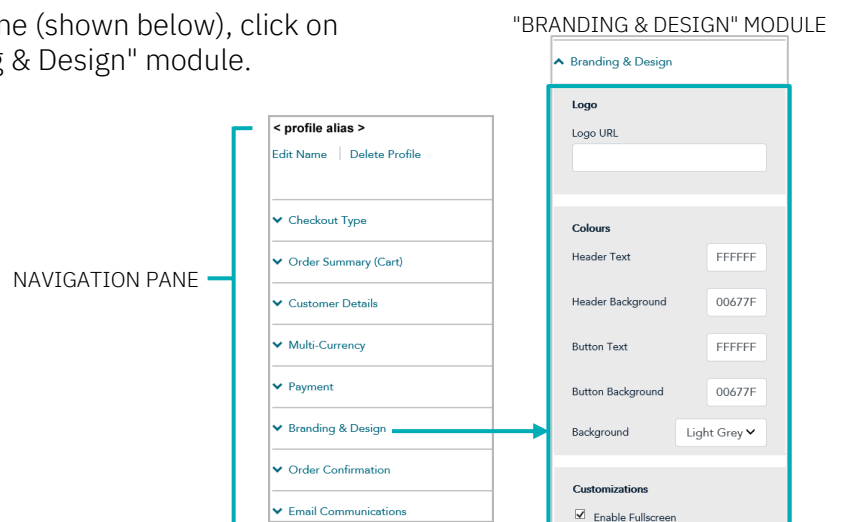 ne (shown below), click on
g & Design" module.
"BRANDING & DESIGN" MODULE
NAVIGATION PANE
< profile alias >
Edit Name | Delete Profile
Checkout Type
Order Summary (Cart)
Customer Details
Multi-Currency
Payment
Branding & Design
Order Confirmation
Email Communications
Branding & Design
Logo
Logo URL
Colours
Header Text FFFFFF
Header Background 00677F
Button Text FFFFFF
Button Background 00677F
Background Light Grey
Customizations
Enable Fullscreen